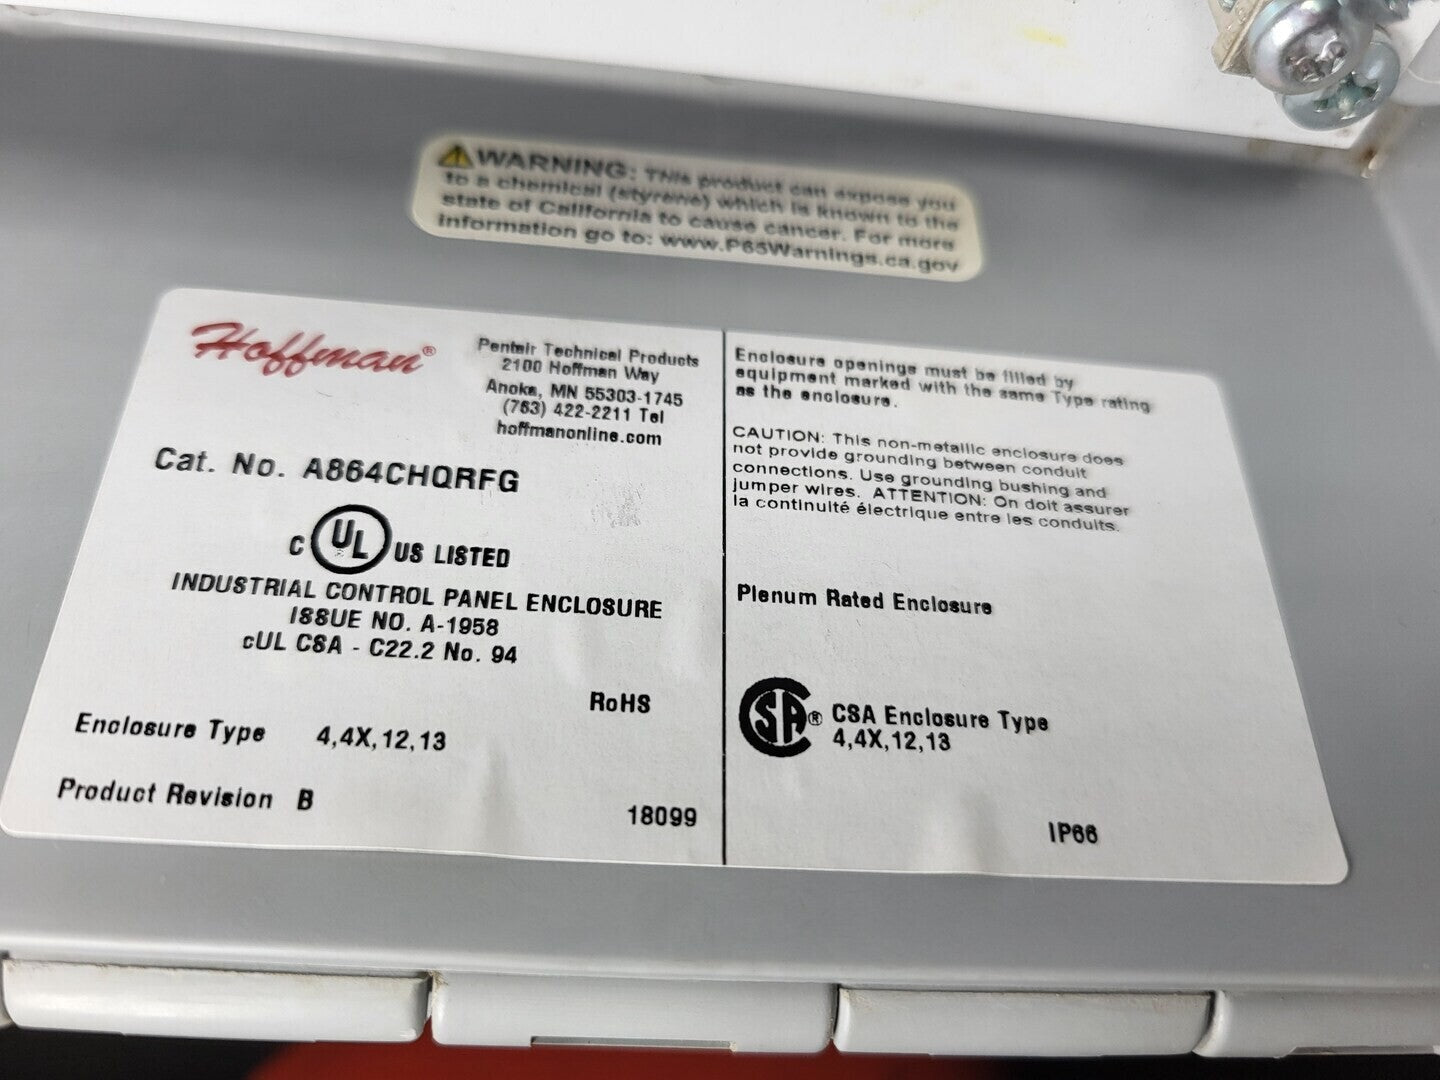 WARNING: This product can expose you
to a chemical (styrene) which is known to the
state of California to cause cancer. For more
information go to: www.P65Warnings.ca.gov
Hoffman®
Pentair Technical Products
2100 Hoffman Way
Anoka, MN 55303-1745
(763) 422-2211 Tel
hoffmanonline.com
Cat. No. A864CHQRFG
C UL US LISTED
INDUSTRIAL CONTROL PANEL ENCLOSURE
ISSUE NO. A-1958
cUL CSA - C22.2 No. 94
RoHS
Enclosure Type 4,4X,12,13
Product Revision B
18099
Enclosure openings must be filled by
equipment marked with the same Type rating
as the enclosure.
CAUTION: This non-metallic enclosure does
not provide grounding between conduit
connections. Use grounding bushing and
jumper wires. ATTENTION: On doit assurer
la continuité électrique entre les conduits.
Plenum Rated Enclosure
CSA® CSA Enclosure Type
4,4X,12,13
IP66